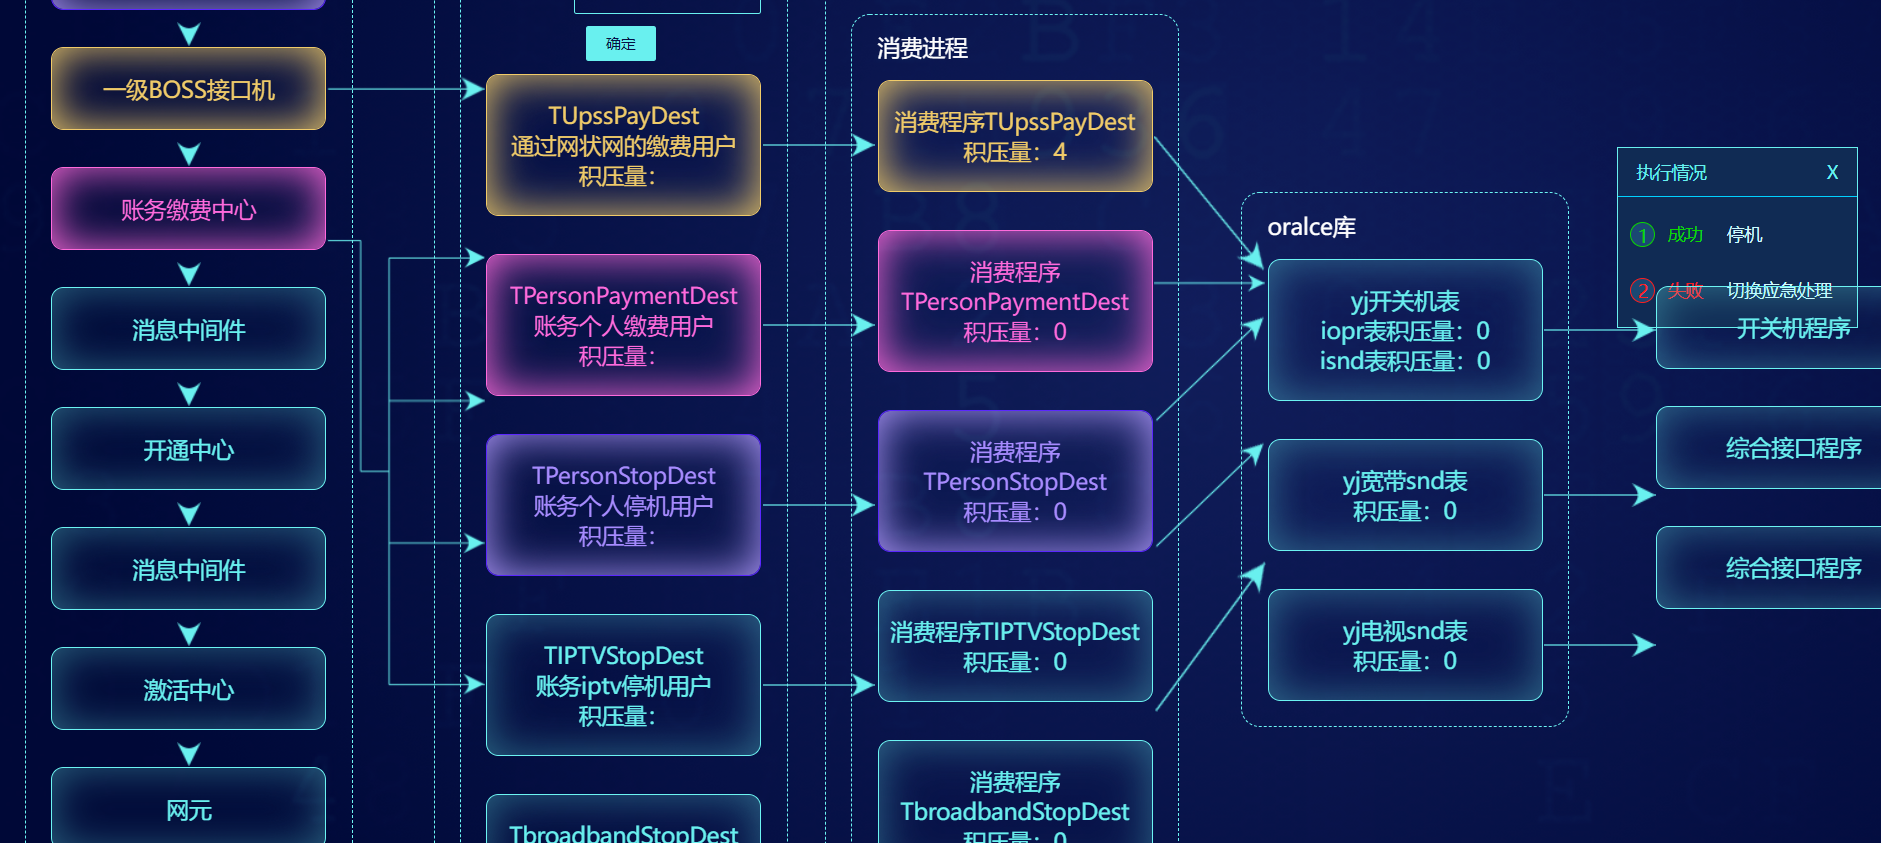 一级BOSS接口机
账务缴费中心
消息中间件
开通中心
消息中间件
激活中心
网元
确定
TUpssPayDest
通过网状网的缴费用户
积压量：
TPersonPaymentDest
账务个人缴费用户
积压量：
TPersonStopDest
账务个人停机用户
积压量：
TIPTVStopDest
账务iptv停机用户
积压量：
TbroadbandStopDest
消费进程
消费程序TUpssPayDest
积压量：4
消费程序
TPersonPaymentDest
积压量：0
消费程序
TPersonStopDest
积压量：0
消费程序TIPTVStopDest
积压量：0
消费程序
TbroadbandStopDest
积压量：0
oralce库
yj开关机表
iopr表积压量：0
isnd表积压量：0
yj宽带snd表
积压量：0
yj电视snd表
积压量：0
执行情况 X
1 成功 停机
2 失败 切换应急处理
开关机程序
综合接口程序
综合接口程序